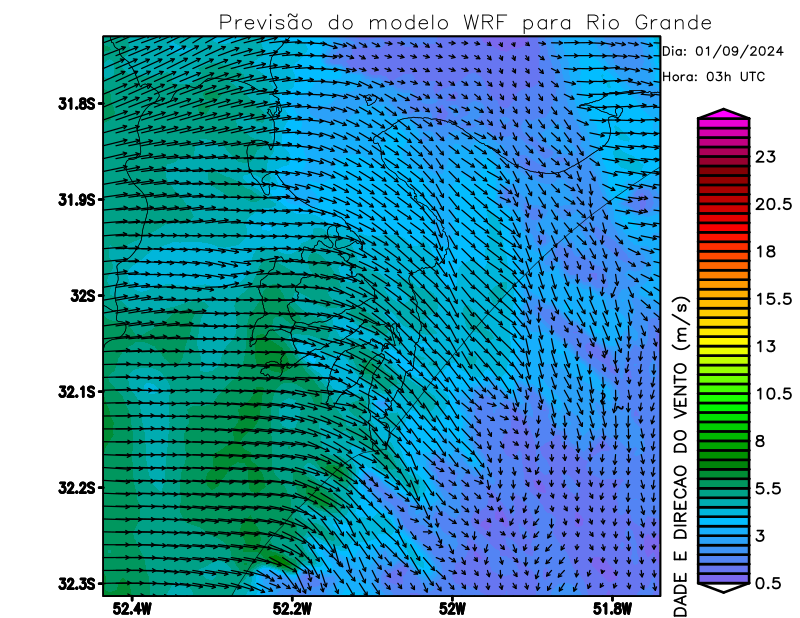 Previsão do modelo WRF para Rio Grande
Dia: 01/09/2024
Hora: 03h UTC
31.8S
31.9S
32S
32.1S
32.2S
32.3S
52.4W
52.2W
52W
51.8W
23
20.5
18
15.5
13
10.5
8
5.5
3
0.5
DADE E DIRECAO DO VENTO (m/s)